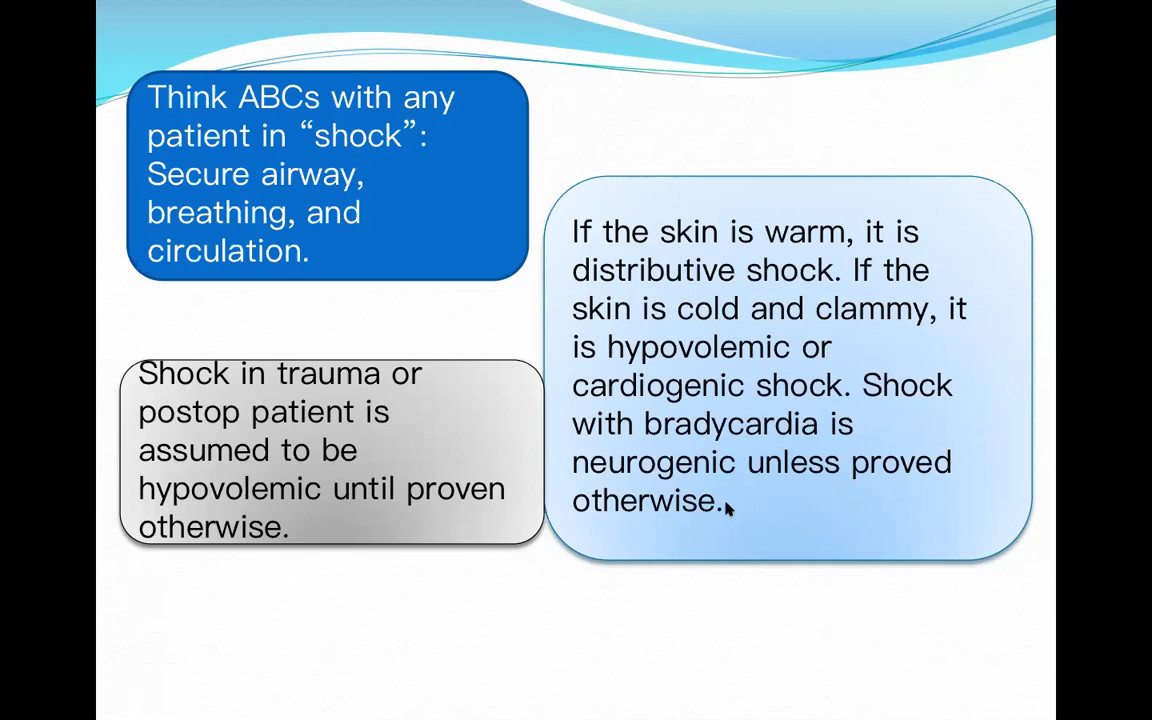 Think ABCs with any
patient in “shock”:
Secure airway,
breathing, and
circulation.
Shock in trauma or
postop patient is
assumed to be
hypovolemic until proven
otherwise.
If the skin is warm, it is
distributive shock. If the
skin is cold and clammy, it
is hypovolemic or
cardiogenic shock. Shock
with bradycardia is
neurogenic unless proved
otherwise.